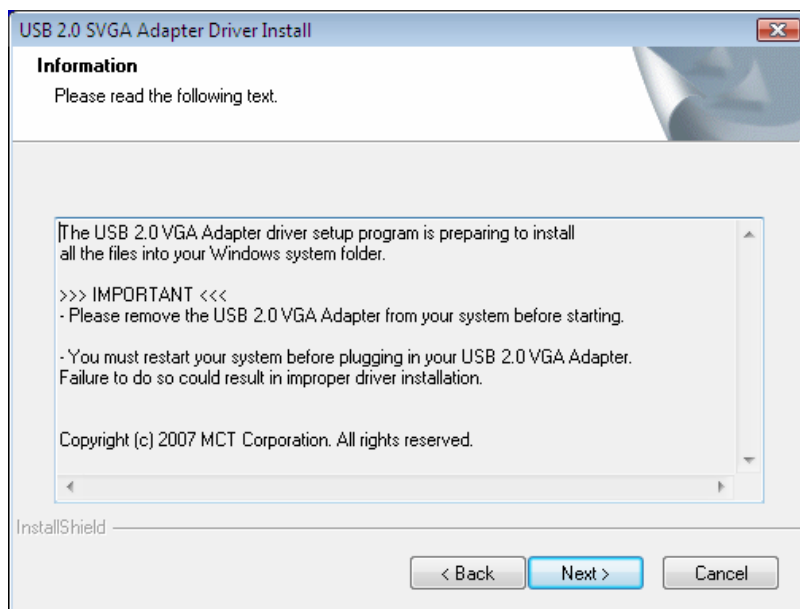 USB 2.0 SVGA Adapter Driver Install
Information
Please read the following text.
The USB 2.0 VGA Adapter driver setup program is preparing to install
all the files into your Windows system folder.
>>> IMPORTANT <<<
- Please remove the USB 2.0 VGA Adapter from your system before starting.
- You must restart your system before plugging in your USB 2.0 VGA Adapter.
Failure to do so could result in improper driver installation.
Copyright (c) 2007 MCT Corporation. All rights reserved.
InstallShield
< Back
Next >
Cancel